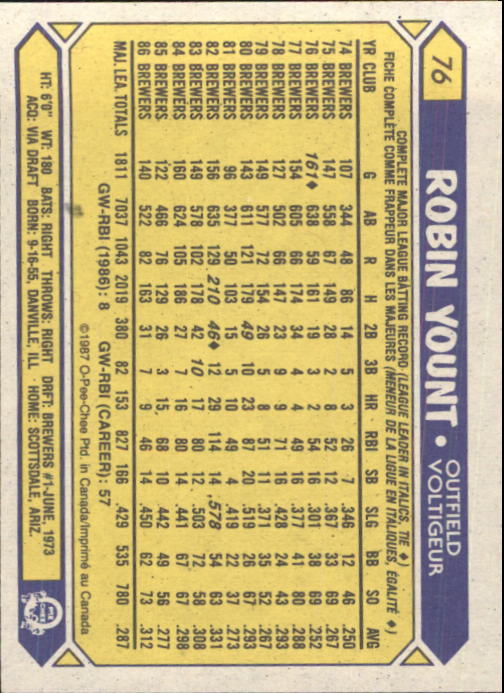 76
ROBIN YOUNT • OUTFIELD
VOLTIGEUR
COMPLETE MAJOR LEAGUE BATTING RECORD (LEAGUE LEADER IN ITALICS, TIE ♦)
FICHE COMPLÈTE COMME FRAPPEUR DANS LES MAJEURES (MENEUR DE LA LIGUE EN ITALIQUES, ÉGALITÉ ♦)
YR CLUB G AB R H 2B 3B HR RBI SB SLG BB SO AVG
74 BREWERS 107 344 48 86 14 5 3 26 7 .346 12 46 .250
75 BREWERS 147 558 67 149 28 2 8 52 12 .367 33 69 .267
76 BREWERS 161♦ 638 59 161 19 3 2 54 16 .301 38 69 .252
77 BREWERS 154 605 66 174 34 4 4 49 16 .377 41 80 .288
78 BREWERS 127 502 66 147 23 9 9 71 16 .428 24 43 .293
79 BREWERS 149 577 72 154 26 5 8 51 11 .371 35 52 .267
80 BREWERS 143 611 121 179 49 10 23 87 20 .519 26 67 .293
81 BREWERS 96 377 50 103 15 5 10 49 4 .419 22 37 .273
82 BREWERS 156 635 129 210 46♦ 12 29 114 14 .578 54 63 .331
83 BREWERS 149 578 102 178 42 10 17 80 12 .503 72 58 .308
84 BREWERS 160 624 105 186 27 7 16 80 14 .441 67 67 .298
85 BREWERS 122 466 76 129 26 3 15 68 10 .442 49 56 .277
86 BREWERS 140 522 82 163 31 7 9 46 14 .450 62 73 .312
MAJ. LEA. TOTALS 1811 7037 1043 2019 380 82 153 827 166 .429 535 780 .287
GW-RBI (1986): 8 GW-RBI (CAREER): 57
©1987 O-Pee-Chee Ptd. in Canada/Imprimé au Canada
HT: 6'0" WT: 180 BATS: RIGHT THROWS: RIGHT DRFT: BREWERS #1-JUNE, 1973
ACQ: VIA DRAFT BORN: 9-16-55, DANVILLE, ILL · HOME: SCOTTSDALE, ARIZ.
O PEE CHEE